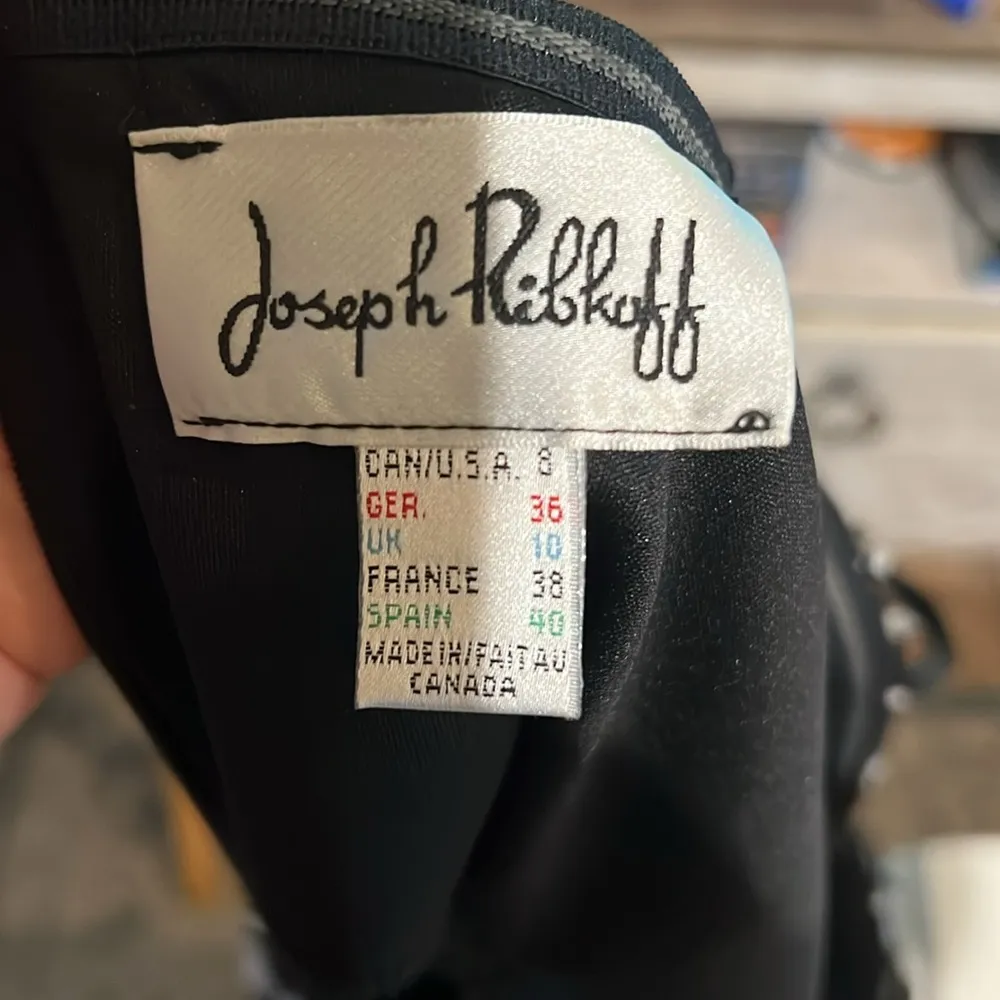 Joseph Ribkoff
CAN/U.S.A. 8
GER. 36
UK 10
FRANCE 38
SPAIN 40
MADE IN/FAIT AU
CANADA